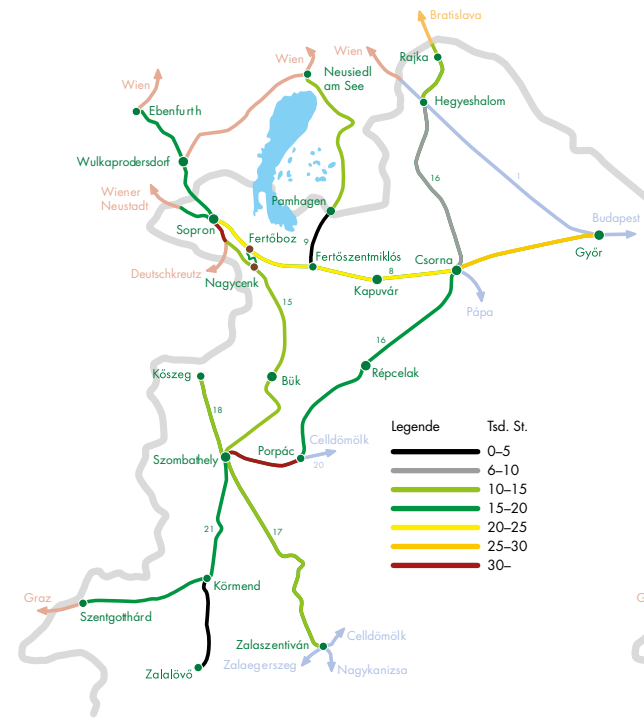 Bratislava
Wien
Wien
Rajka
Neusiedl
am See
Wien
Ebenfurth
Hegyeshalom
Wulkaprodersdorf
16
1
Wiener
Neustadt
Pamhagen
Budapest
Sopron
Fertőboz
9
Fertőszentmiklós
Csorna
Győr
Deutschkreutz
Nagycenk
8
Kapuvár
15
Pápa
16
Kőszeg
Bük
Répcelak
18
Legende
Tsd. St.
Celldömölk
Porpác
Szombathely
20
0–5
6–10
10–15
15–20
20–25
25–30
30–
21
17
Körmend
Graz
Szentgotthárd
G
Celldömölk
Zalaszentiván
Zalaegerszeg
Nagykanizsa
Zalalövő